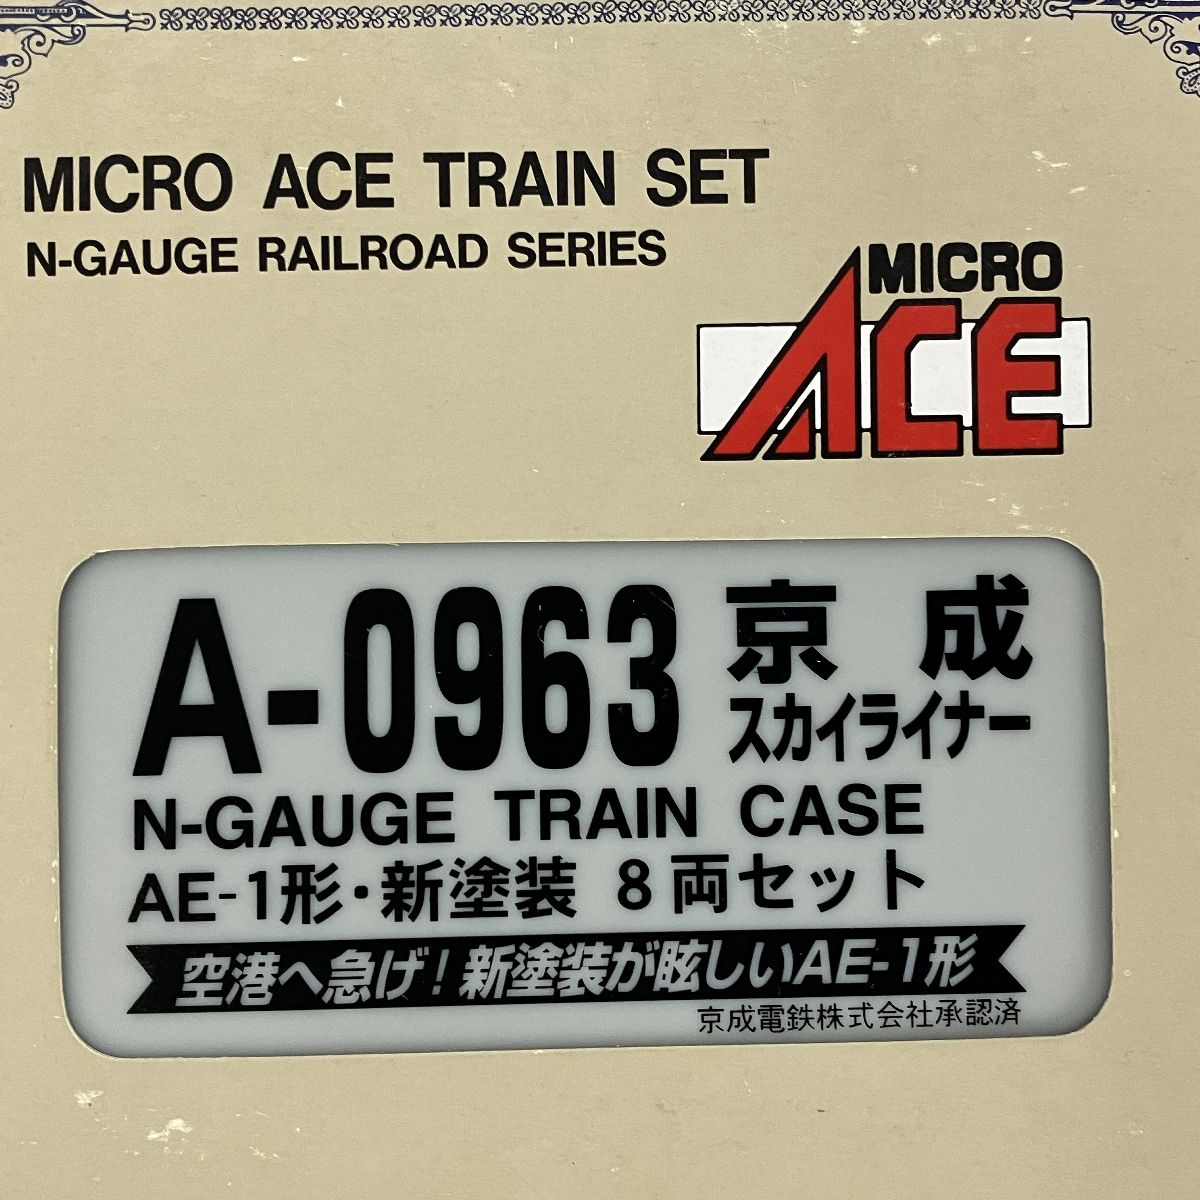 MICRO ACE TRAIN SET
N-GAUGE RAILROAD SERIES
MICRO
ACE
A-0963 京成
スカイライナー
N-GAUGE TRAIN CASE
AE-1形・新塗装 8両セット
空港へ急げ!新塗装が眩しいAE-1形
京成電鉄株式会社承認済